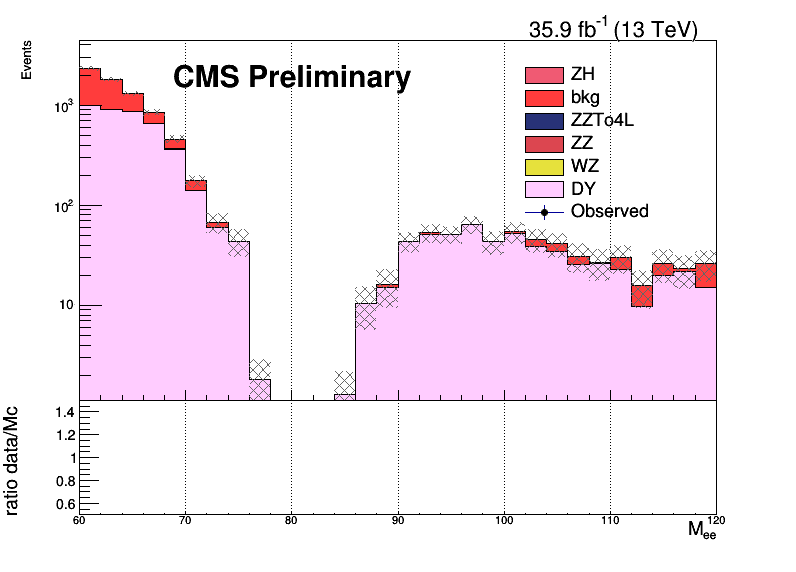 35.9 fb⁻¹ (13 TeV)
Events
CMS Preliminary
ZH
bkg
ZZTo4L
ZZ
WZ
DY
Observed
10³
10²
10
ratio data/Mc
1.4
1.2
1
0.8
0.6
60 70 80 90 100 110 120
M_ee